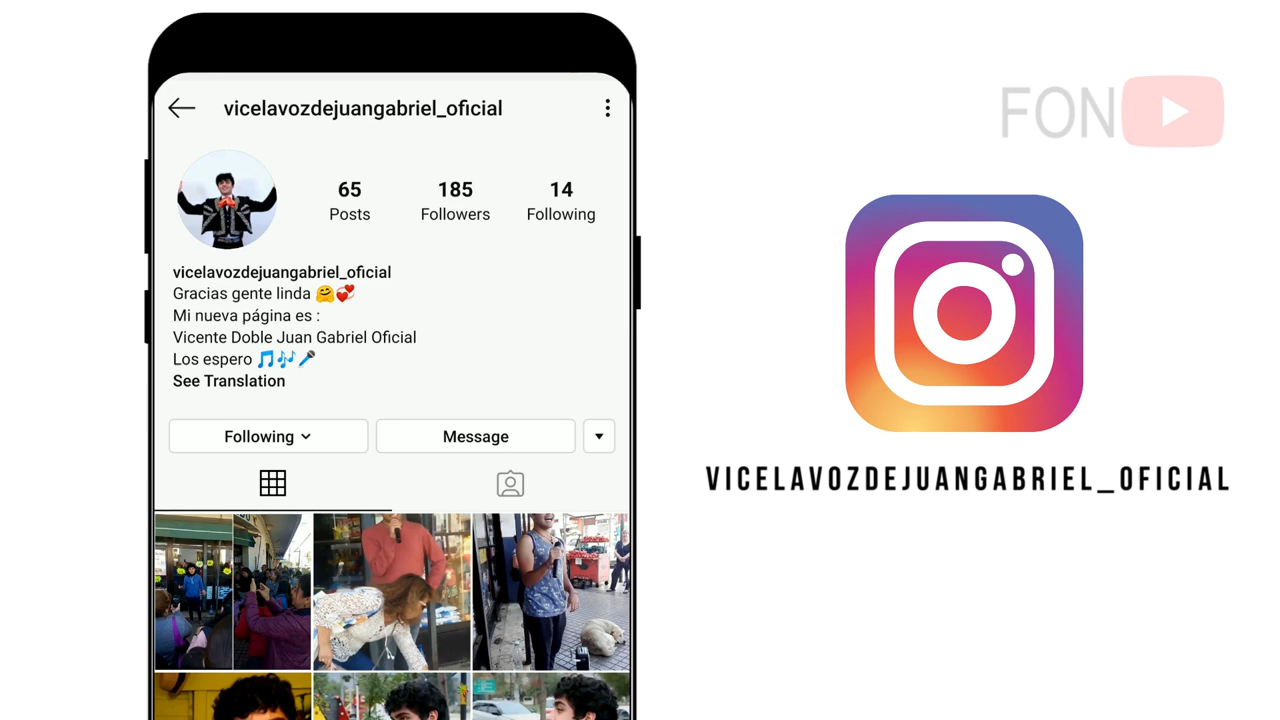 vicelavozdejuangabriel_oficial
65
185
14
Posts
Followers
Following
vicelavozdejuangabriel_oficial
Gracias gente linda 🤗💞
Mi nueva página es :
Vicente Doble Juan Gabriel Oficial
Los espero 🎵🎶🎤
See Translation
Following
Message
FON
VICELAVOZDEJUANGABRIEL_OFICIAL